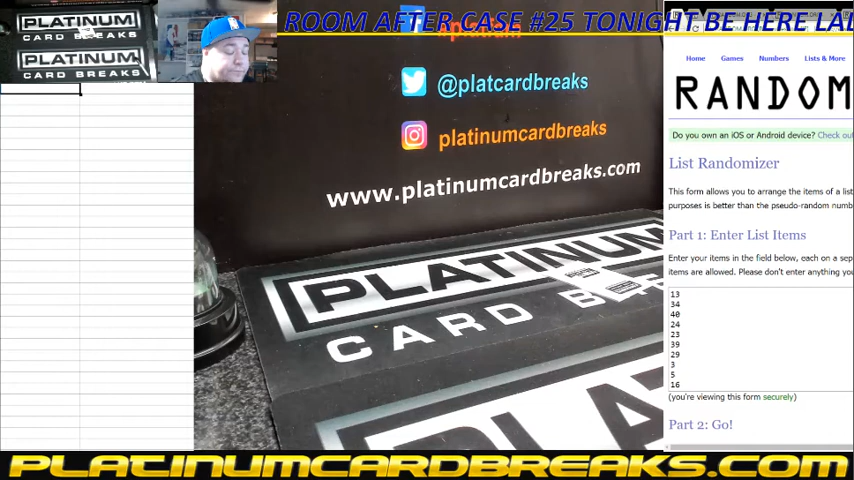 ROOM AFTER CASE #25 TONIGHT BE HERE
PLATINUM
CARD BREAKS
PLATINUM
CARD BREAKS
@platcardbreaks
platinumcardbreaks
www.platinumcardbreaks.com
PLATINUM
CARD
Home
Games
Numbers
Lists & More
RANDOM
Do you own an iOS or Android device? Check out
List Randomizer
This form allows you to arrange the items of a list
purposes is better than the pseudo-random numb
Part 1: Enter List Items
Enter your items in the field below, each on a sep
items are allowed. Please don't enter anything you
13
34
40
24
23
39
29
3
5
16
(you're viewing this form securely)
Part 2: Go!
PLATINUMCARDBREAKS.COM